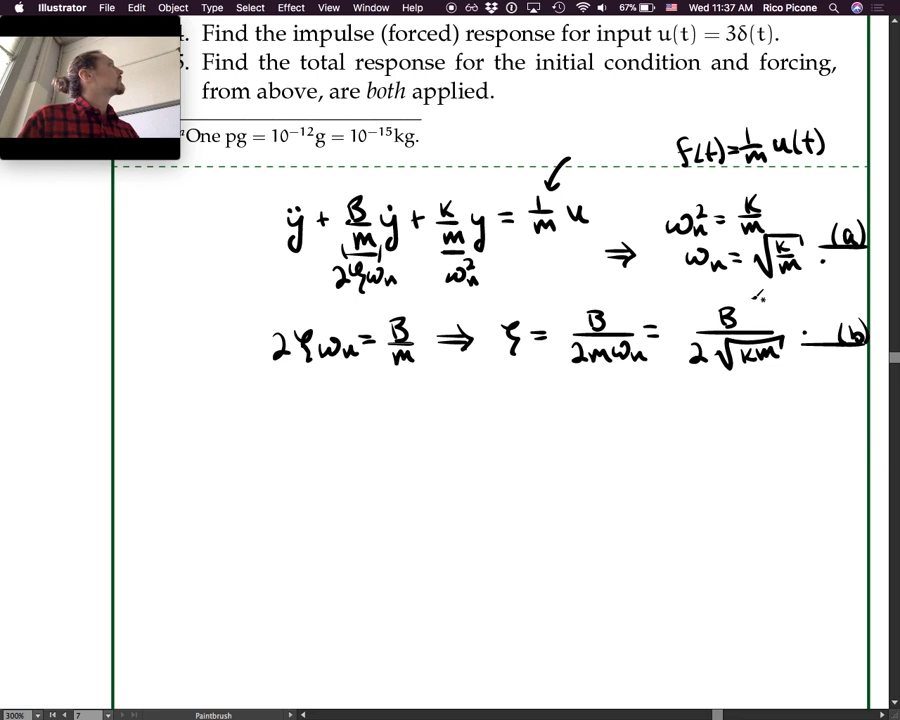 Illustrator File Edit Object Type Select Effect View Window Help 67% Wed 11:37 AM Rico Picone
4. Find the impulse (forced) response for input u(t) = 3δ(t).
5. Find the total response for the initial condition and forcing,
from above, are both applied.
ᵃOne pg = 10⁻¹²g = 10⁻¹⁵kg.
f(t) = 1/m u(t)
ÿ + B/m ẏ + K/m y = 1/m u ⇒ ωₙ² = K/m
2ζωₙ ωₙ² ωₙ = √(K/m) . (a)
2ζωₙ = B/m ⇒ ζ = B/(2mωₙ) = B/(2√(Km)) . (b)
300% 7 Paintbrush